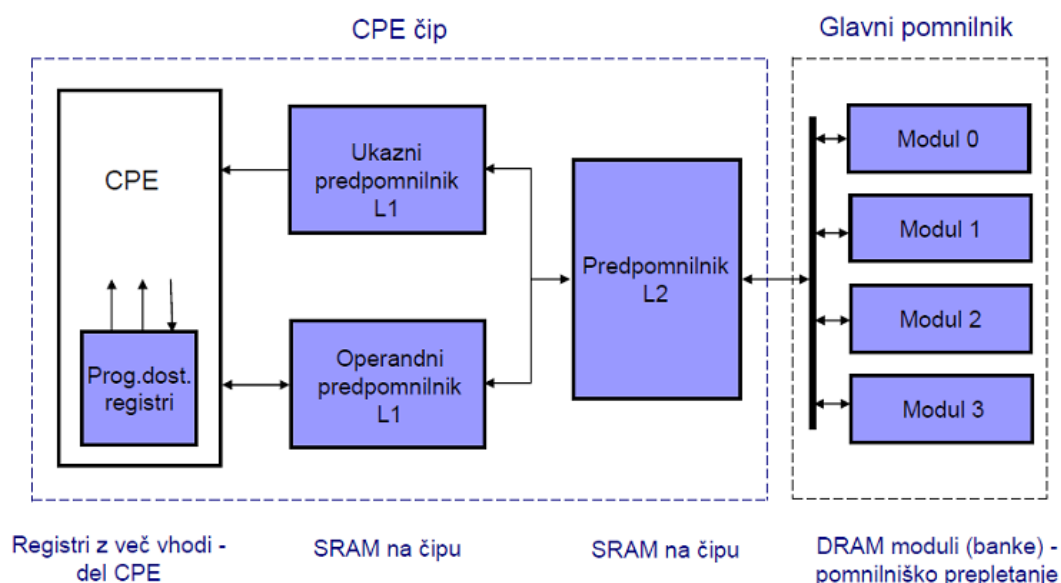 CPE čip
Glavni pomnilnik
CPE
Prog.dost.
registri
Ukazni
predpomnilnik
L1
Operandni
predpomnilnik
L1
Predpomnilnik
L2
Modul 0
Modul 1
Modul 2
Modul 3
Registri z več vhodi -
del CPE
SRAM na čipu
SRAM na čipu
DRAM moduli (banke) -
pomnilniško prepletanje